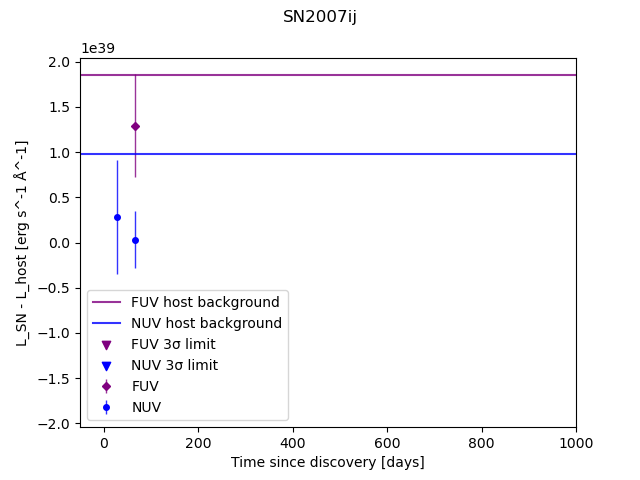 SN2007ij
1e39
2.0
1.5
1.0
0.5
0.0
−0.5
−1.0
−1.5
−2.0
L_SN - L_host [erg s^-1 Å^-1]
FUV host background
NUV host background
FUV 3σ limit
NUV 3σ limit
FUV
NUV
0 200 400 600 800 1000
Time since discovery [days]